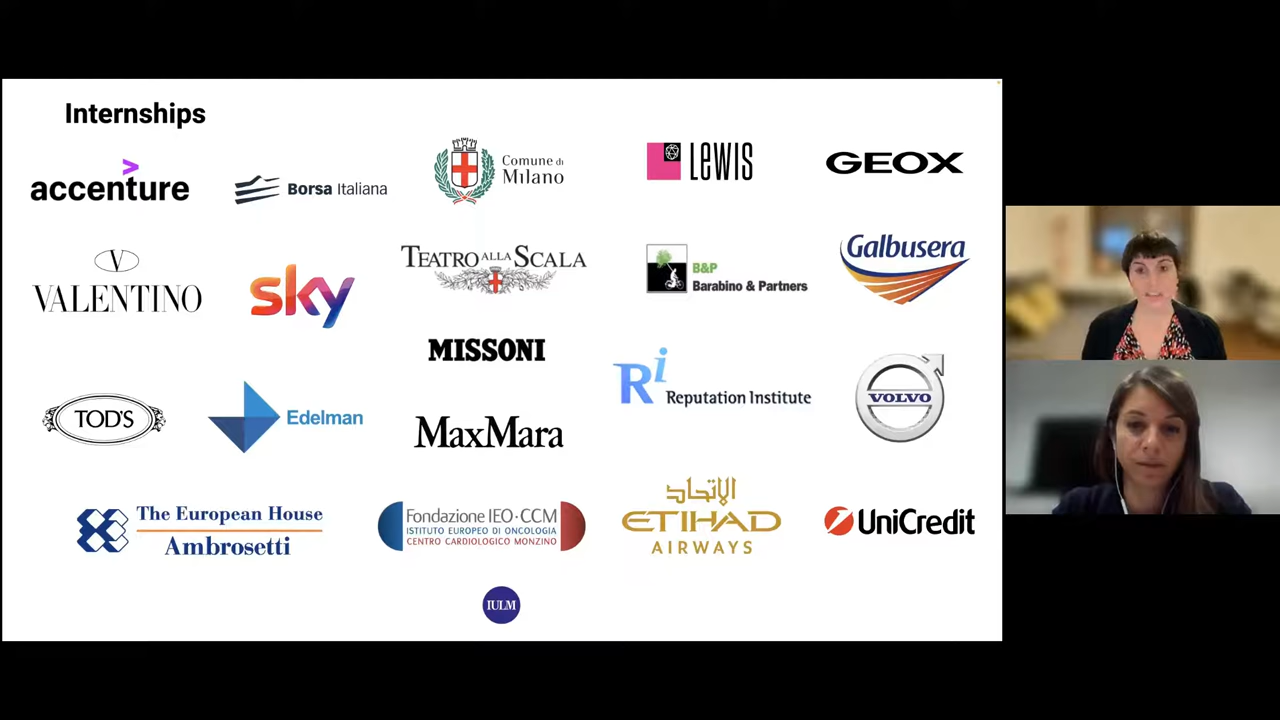 Internships
accenture
Borsa Italiana
Comune di
Milano
LEWIS
GEOX
V
VALENTINO
sky
TEATRO ALLA SCALA
B&P
Barabino & Partners
Galbusera
MISSONI
Ri
Reputation Institute
VOLVO
TOD'S
Edelman
MaxMara
The European House
Ambrosetti
Fondazione IEO·CCM
ISTITUTO EUROPEO DI ONCOLOGIA
CENTRO CARDIOLOGICO MONZINO
الإتحاد
ETIHAD
AIRWAYS
UniCredit
IULM